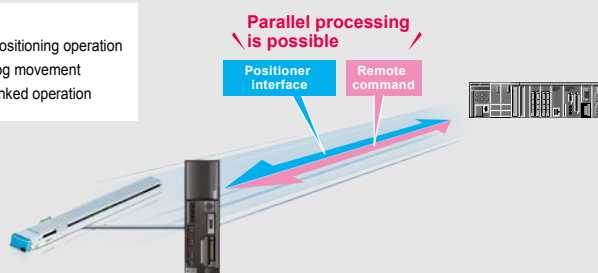 ositioning operation
og movement
nked operation
Parallel processing
is possible
Positioner
interface
Remote
command